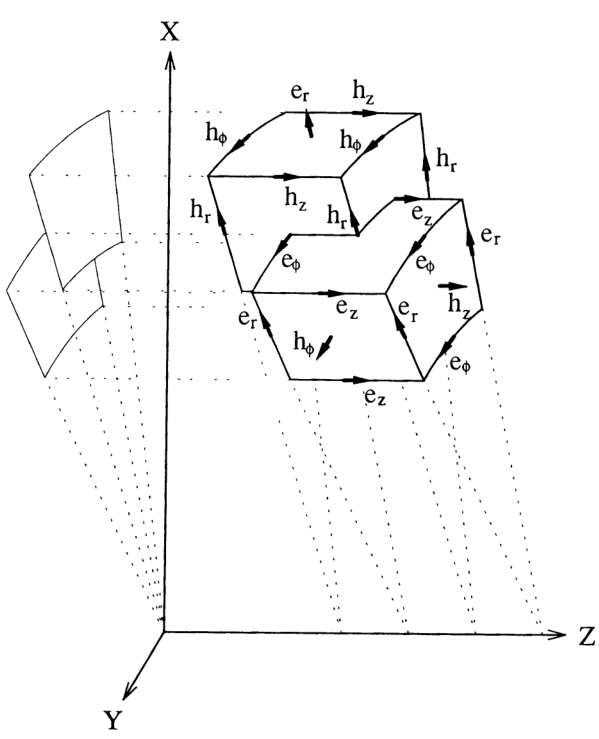 X
e_r h_z
h_ϕ h_ϕ
h_r
h_z
h_r h_r e_z
e_r
e_ϕ e_ϕ
h_z
e_r e_z e_r
h_ϕ
e_ϕ
e_z
Z
Y